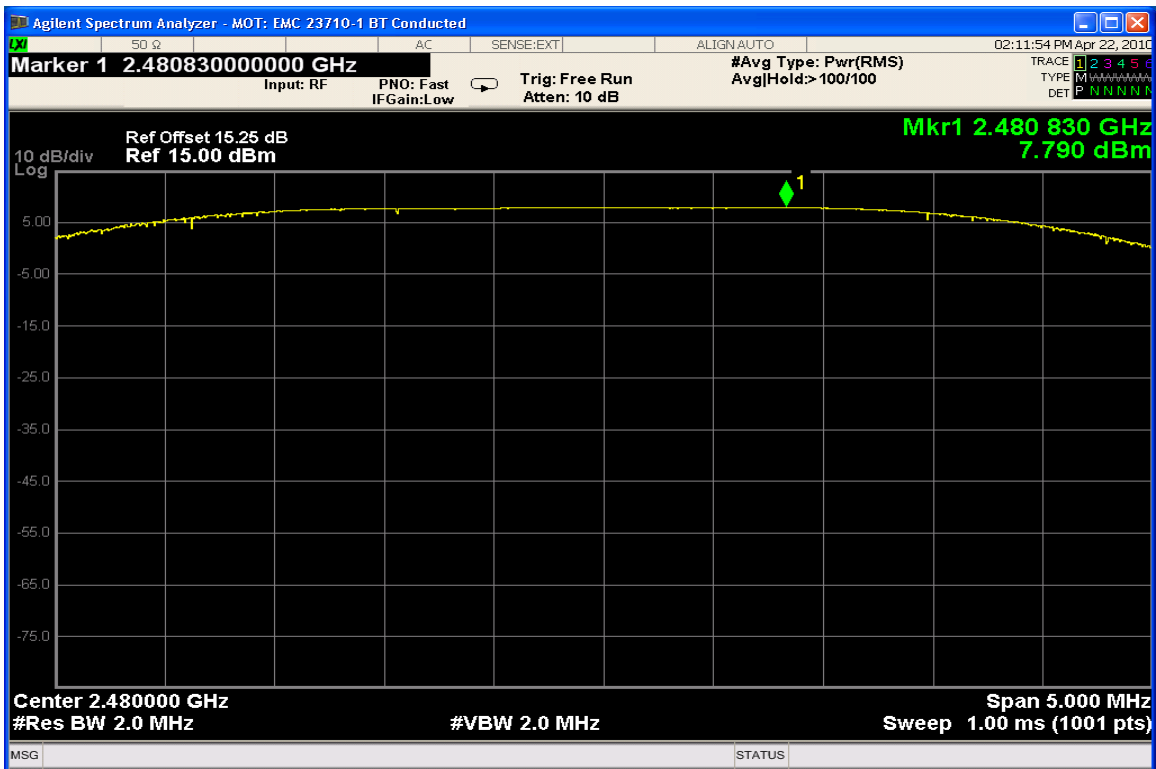 Agilent Spectrum Analyzer - MOT: EMC 23710-1 BT Conducted
LXI 50 Ω AC SENSE:EXT ALIGN AUTO 02:11:54 PM Apr 22, 2010
Marker 1 2.480830000000 GHz
Input: RF
PNO: Fast
IFGain:Low
Trig: Free Run
Atten: 10 dB
#Avg Type: Pwr(RMS)
Avg|Hold:>100/100
TRACE 1 2 3 4 5 6
TYPE M
DET P N N N N N
Mkr1 2.480 830 GHz
7.790 dBm
Ref Offset 15.25 dB
10 dB/div Ref 15.00 dBm
Log
1
5.00
-5.00
-15.0
-25.0
-35.0
-45.0
-55.0
-65.0
-75.0
Center 2.480000 GHz Span 5.000 MHz
#Res BW 2.0 MHz #VBW 2.0 MHz Sweep 1.00 ms (1001 pts)
MSG STATUS